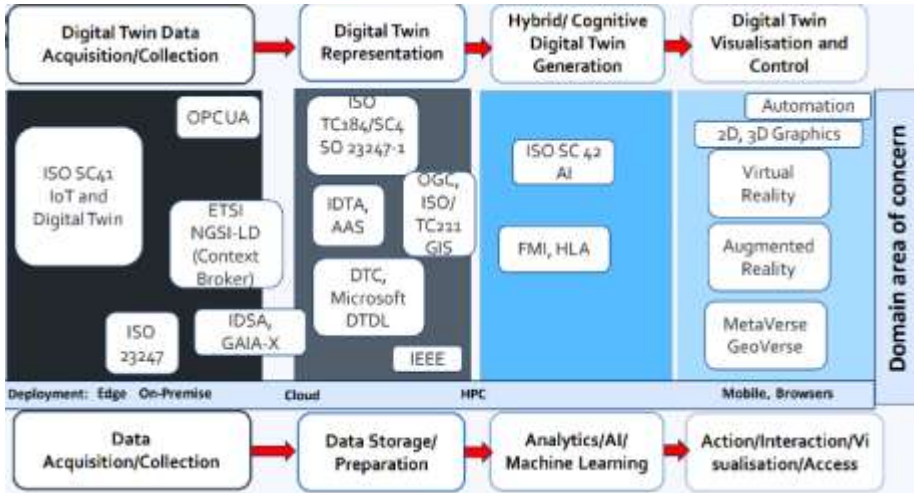 Digital Twin Data
Acquisition/Collection
Digital Twin
Representation
Hybrid/ Cognitive
Digital Twin
Generation
Digital Twin
Visualisation and
Control
OPCUA
ISO SC41
IoT and
Digital Twin
ETSI
NGSI-LD
(Context
Broker)
ISO
23247
IDSA,
GAIA-X
ISO
TC184/SC4
SO 23247-1
IDTA,
AAS
OGC,
ISO/
TC211
GIS
DTC,
Microsoft
DTDL
IEEE
ISO SC 42
AI
FMI, HLA
Automation
2D, 3D Graphics
Virtual
Reality
Augmented
Reality
MetaVerse
GeoVerse
Domain area of concern
Deployment: Edge On-Premise Cloud HPC Mobile, Browsers
Data
Acquisition/Collection
Data Storage/
Preparation
Analytics/AI/
Machine Learning
Action/Interaction/Vi
sualisation/Access